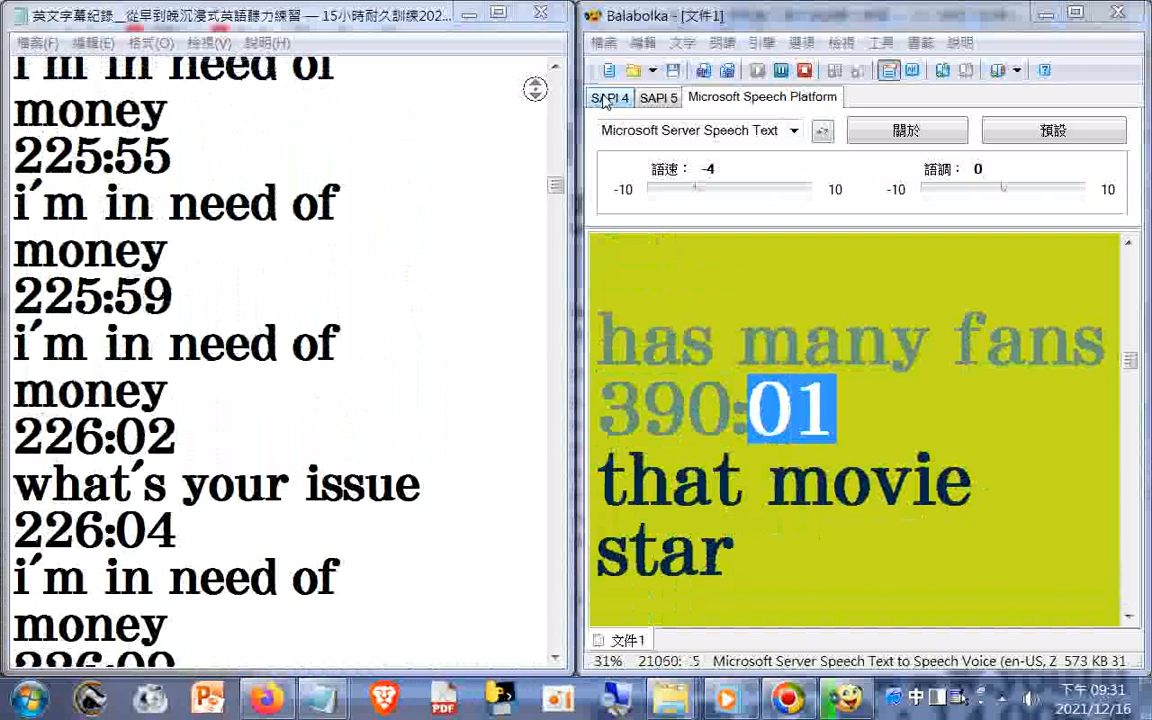 英文字幕紀錄__從早到晚沉浸式英語聽力練習 — 15小時耐久訓練202...
檔案(F) 編輯(E) 格式(O) 檢視(V) 說明(H)
i'm in need of
money
225:55
i'm in need of
money
225:59
i'm in need of
money
226:02
what's your issue
226:04
i'm in need of
money
Balabolka - [文件1]
檔案 編輯 文字 朗讀 引擎 選項 檢視 工具 書籤 說明
SAPI 4 SAPI 5 Microsoft Speech Platform
Microsoft Server Speech Text
關於
預設
語速： -4
語調： 0
-10 10 -10 10
has many fans
390:01
that movie
star
文件1
31% 21060: Microsoft Server Speech Text to Speech Voice (en-US, Z 573 KB 31
PDF
中
下午 09:31
2021/12/16